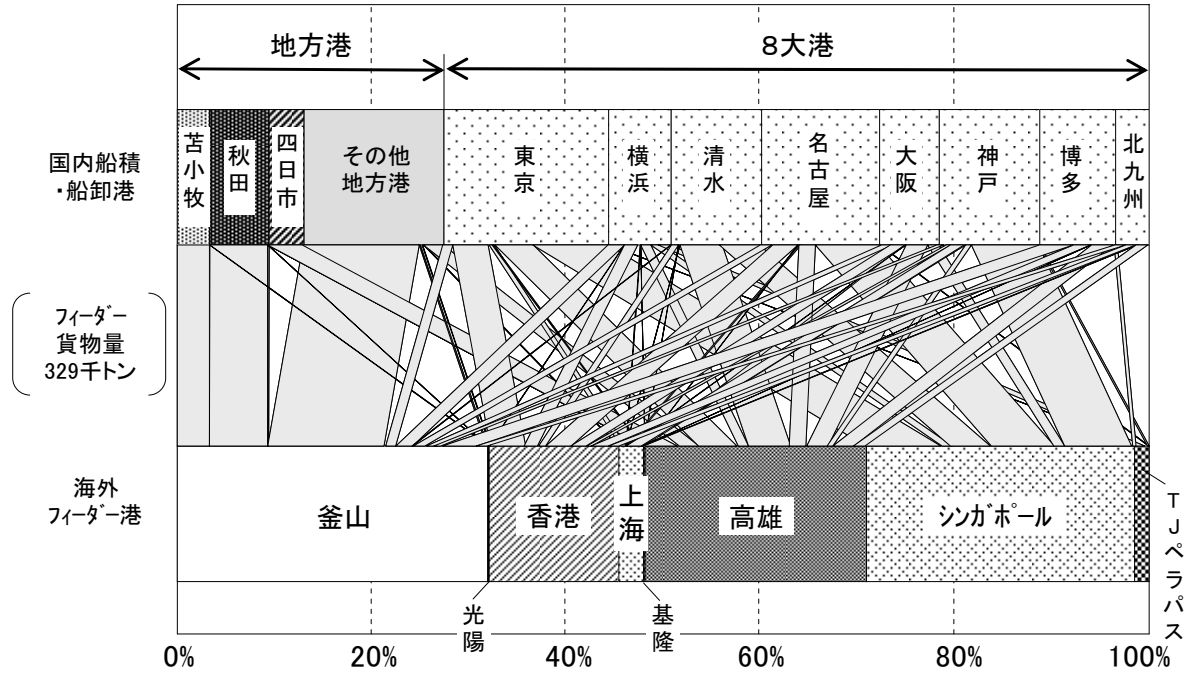 地方港
8大港
国内船積
・船卸港
苫小牧
秋田
四日市
その他
地方港
東京
横浜
清水
名古屋
大阪
神戸
博多
北九州
フィーダー
貨物量
329千トン
海外
フィーダー港
釜山
香港
上海
高雄
シンガポール
TJペラパス
光陽
基隆
0%
20%
40%
60%
80%
100%